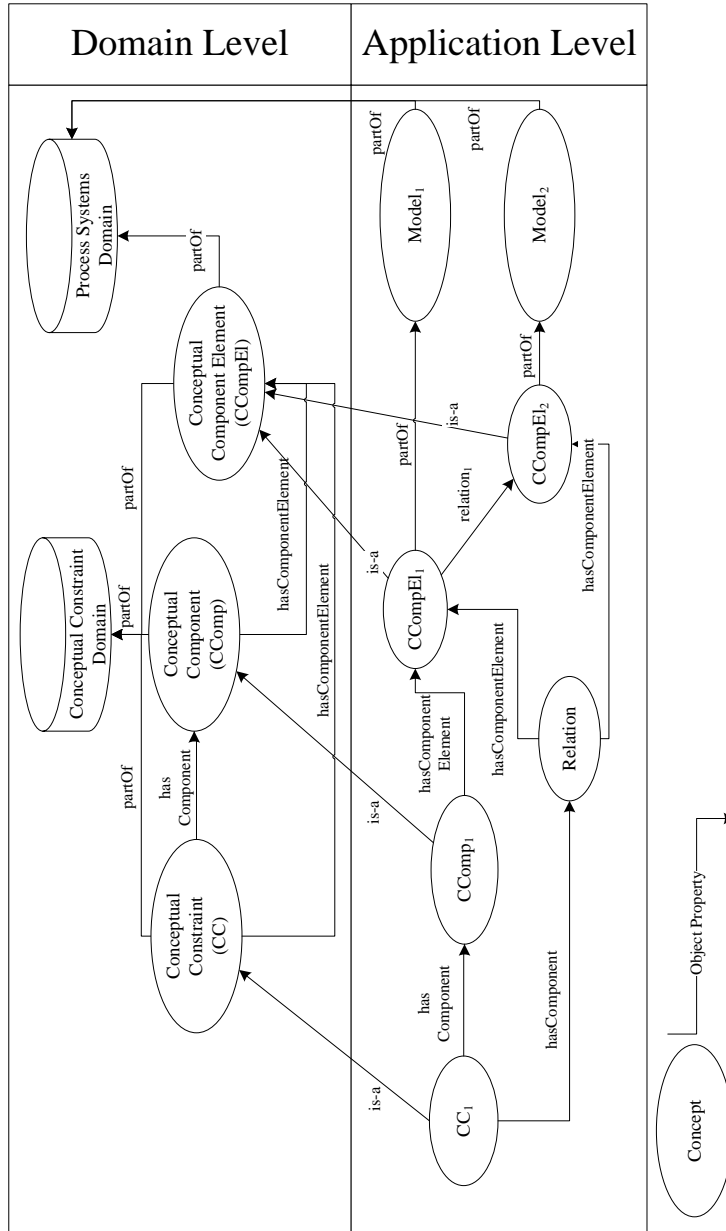 Domain Level
Application Level
Process Systems
Domain
partOf
partOf
Model₁
Model₂
partOf
Conceptual
Component Element
(CCompEl)
partOf
is-a
partOf
partOf
CCompEl₂
hasComponentElement
relation₁
is-a
hasComponentElement
Conceptual Constraint
Domain
partOf
Conceptual
Component
(CComp)
hasComponentElement
CCompEl₁
hasComponentElement
hasComponent
Element
Relation
partOf
has
Component
is-a
CComp₁
Conceptual
Constraint
(CC)
has
Component
hasComponent
is-a
CC₁
Object Property
Concept